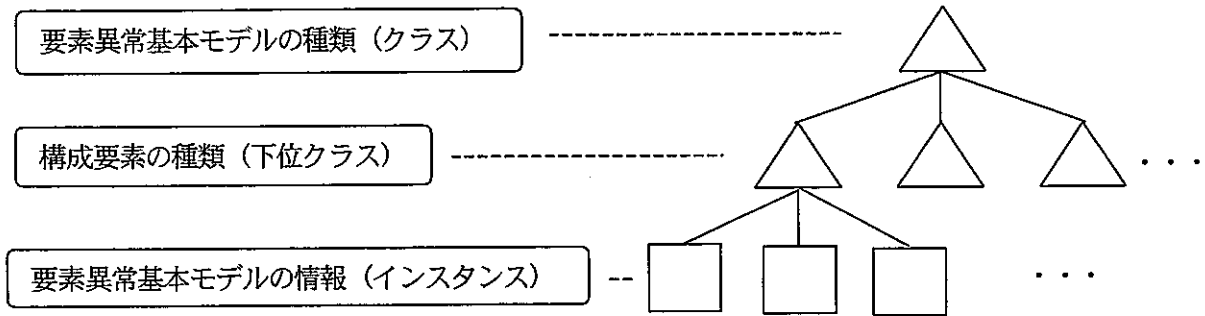 要素異常基本モデルの種類（クラス）
構成要素の種類（下位クラス）
・・・
要素異常基本モデルの情報（インスタンス）
・・・